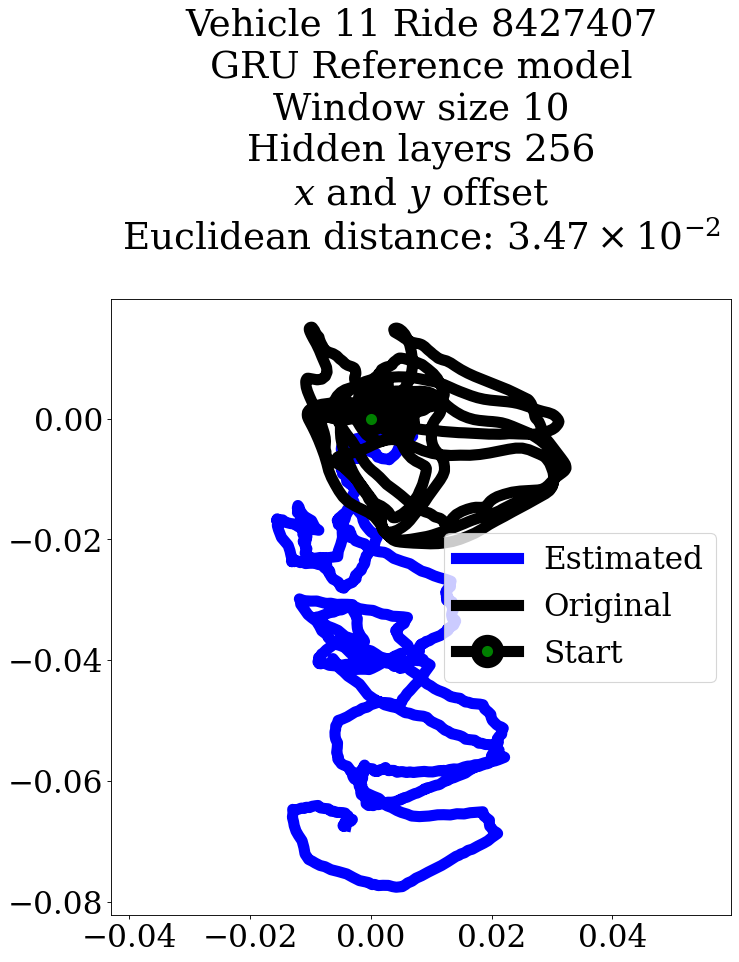 Vehicle 11 Ride 8427407
GRU Reference model
Window size 10
Hidden layers 256
x and y offset
Euclidean distance: 3.47 × 10⁻²
0.00
−0.02
−0.04
−0.06
−0.08
Estimated
Original
Start
−0.04 −0.02 0.00 0.02 0.04